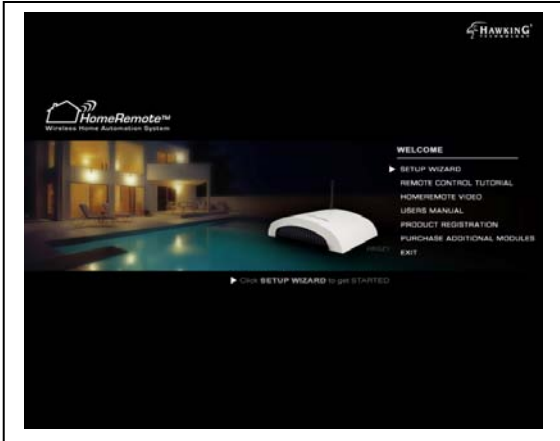 HAWKING
TECHNOLOGY
HomeRemote™
Wireless Home Automation System
WELCOME
SETUP WIZARD
REMOTE CONTROL TUTORIAL
HOMEREMOTE VIDEO
USERS MANUAL
PRODUCT REGISTRATION
PURCHASE ADDITIONAL MODULES
EXIT
Click SETUP WIZARD to get STARTED